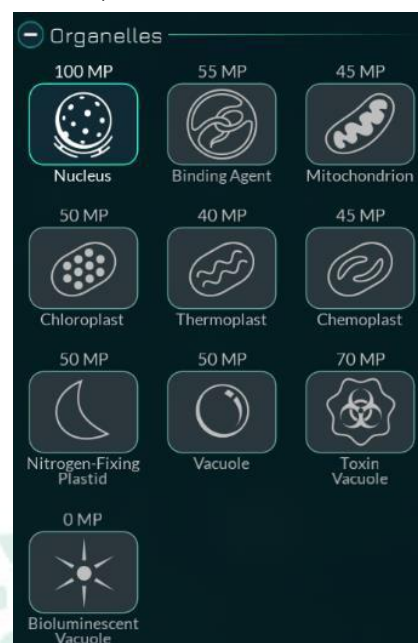 Organelles
100 MP
55 MP
45 MP
Nucleus
Binding Agent
Mitochondrion
50 MP
40 MP
45 MP
Chloroplast
Thermoplast
Chemoplast
50 MP
50 MP
70 MP
Nitrogen-Fixing
Plastid
Vacuole
Toxin
Vacuole
0 MP
Bioluminescent
Vacuole